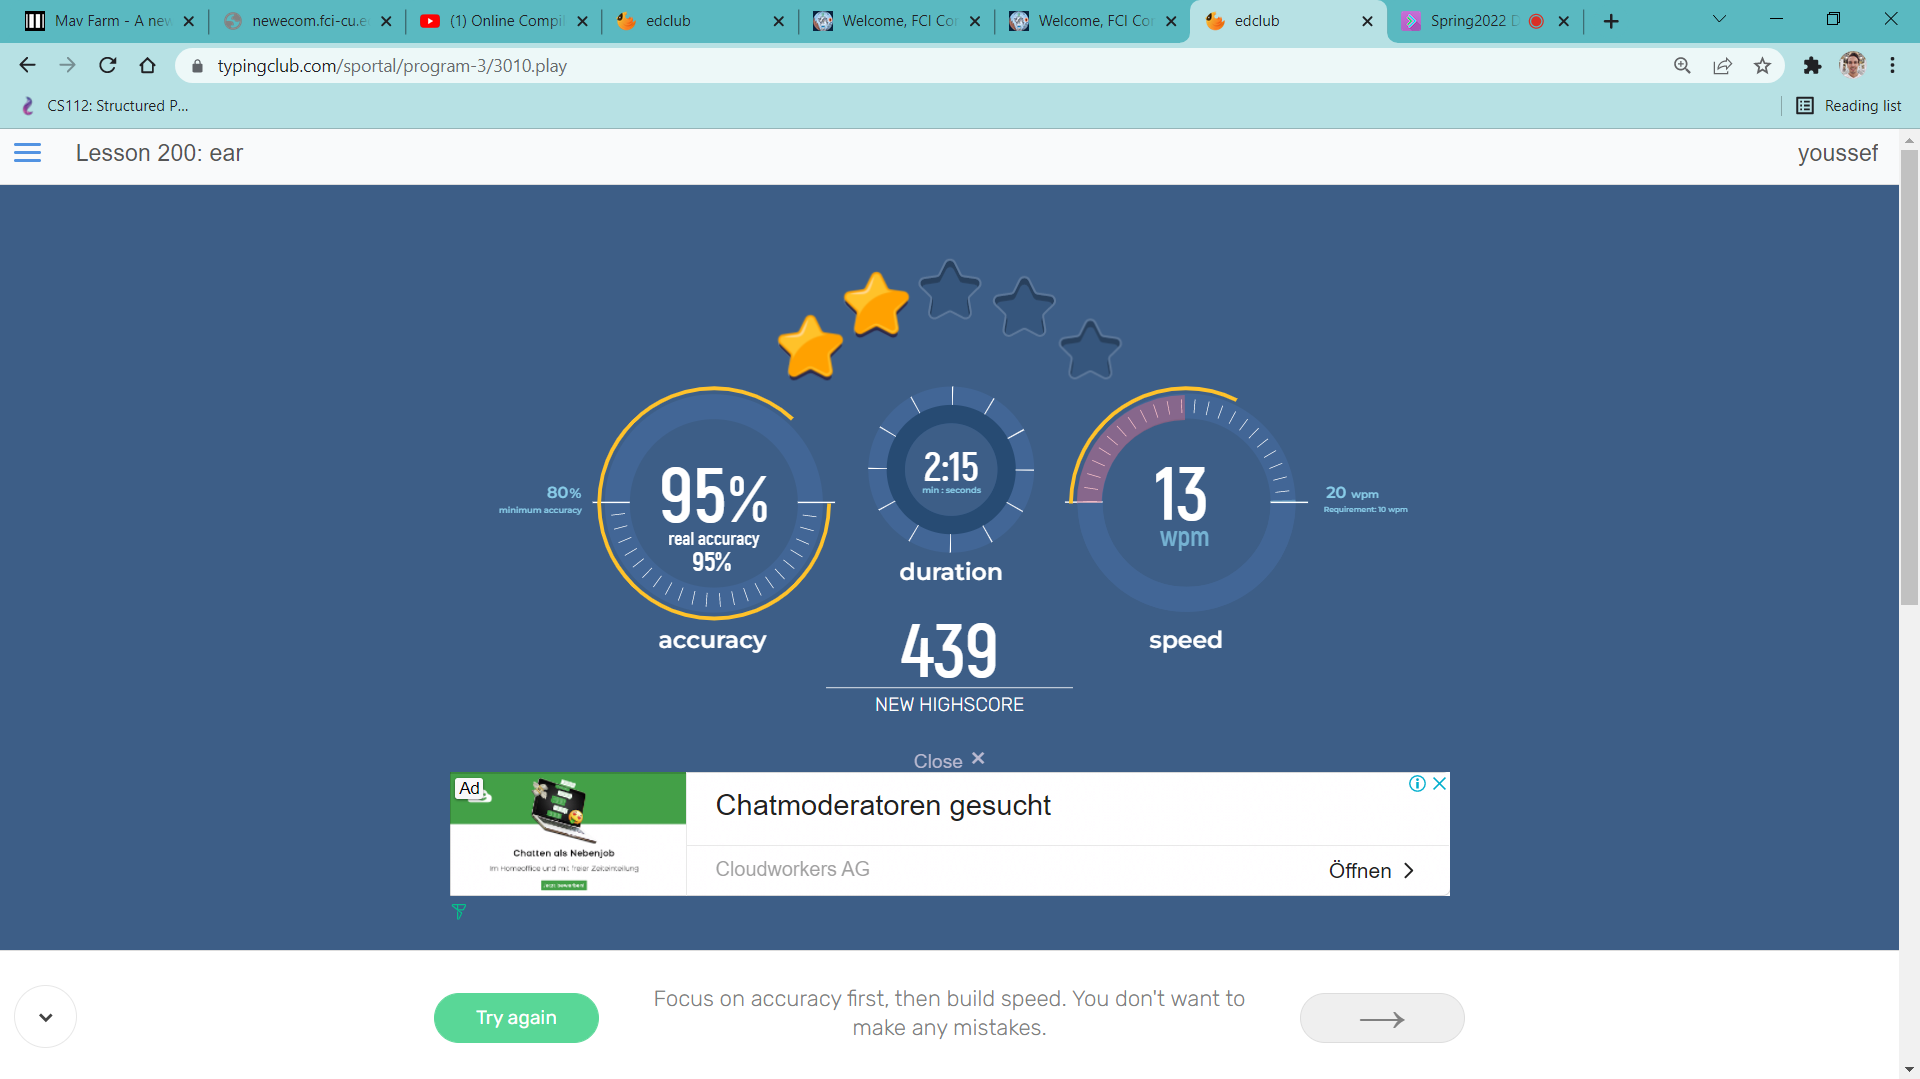 Mav Farm - A new
newecom.fci-cu.e
(1) Online Compil
edclub
Welcome, FCI Cor
Welcome, FCI Cor
edclub
Spring2022 D
typingclub.com/sportal/program-3/3010.play
CS112: Structured P...
Reading list
Lesson 200: ear
youssef
95%
real accuracy
95%
80%
minimum accuracy
accuracy
2:15
min : seconds
duration
13
wpm
20 wpm
Requirement: 10 wpm
speed
439
NEW HIGHSCORE
Close
Ad
Chatten als Nebenjob
Im Homeoffice und mit freier Zeiteinteilung
Jetzt bewerben!
Chatmoderatoren gesucht
Cloudworkers AG
Öffnen
Try again
Focus on accuracy first, then build speed. You don't want to
make any mistakes.